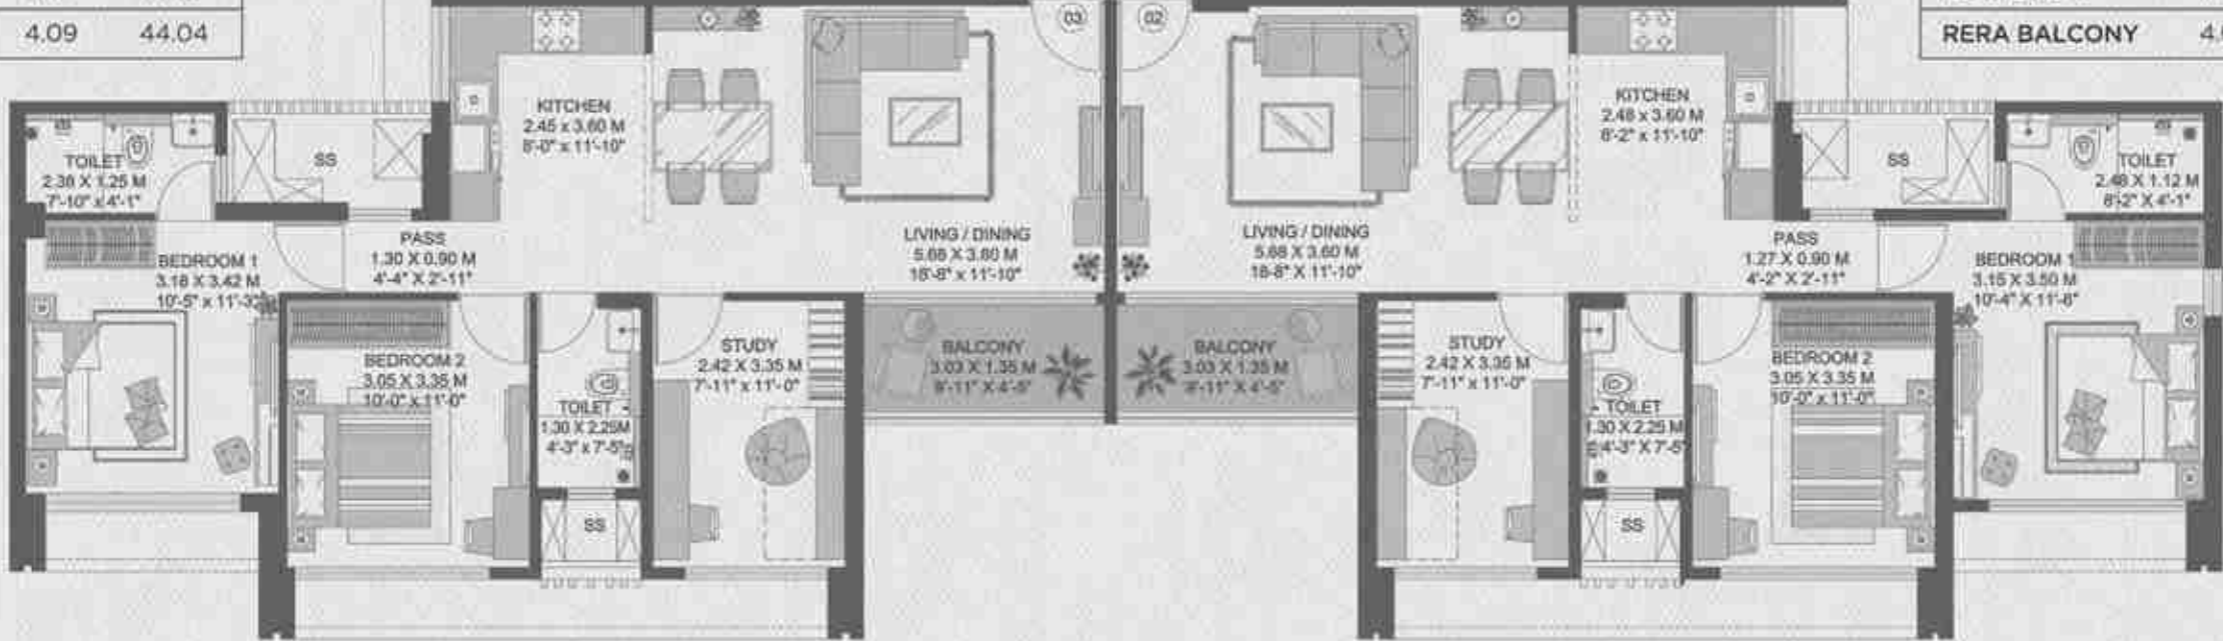 4.09 44.04
RERA BALCONY
03
02
KITCHEN
2.45 x 3.60 M
8'-0" x 11'-10"
KITCHEN
2.48 x 3.60 M
8'-2" x 11'-10"
TOILET
2.38 X 1.25 M
7'-10" x 4'-1"
SS
SS
TOILET
2.48 X 1.12 M
8'-2" X 4'-1"
PASS
1.30 X 0.90 M
4'-4" X 2'-11"
LIVING / DINING
5.68 X 3.60 M
18'-8" x 11'-10"
LIVING / DINING
5.68 X 3.60 M
18-8" X 11'-10"
PASS
1.27 X 0.90 M
4'-2" X 2'-11"
BEDROOM 1
3.18 X 3.42 M
10'-5" x 11'-3"
BEDROOM 1
3.15 X 3.50 M
10'-4" X 11'-6"
BEDROOM 2
3.05 X 3.35 M
10'-0" x 11'-0"
STUDY
2.42 X 3.35 M
7'-11" x 11'-0"
BALCONY
3.03 X 1.35 M
9'-11" X 4'-5"
BALCONY
3.03 X 1.35 M
9'-11" X 4'-5"
STUDY
2.42 X 3.35 M
7'-11" X 11'-0"
BEDROOM 2
3.05 X 3.35 M
10'-0" x 11'-0"
TOILET
1.30 X 2.25M
4'-3" x 7'-5"
TOILET
1.30 X 2.25 M
4'-3" X 7'-5"
SS
SS